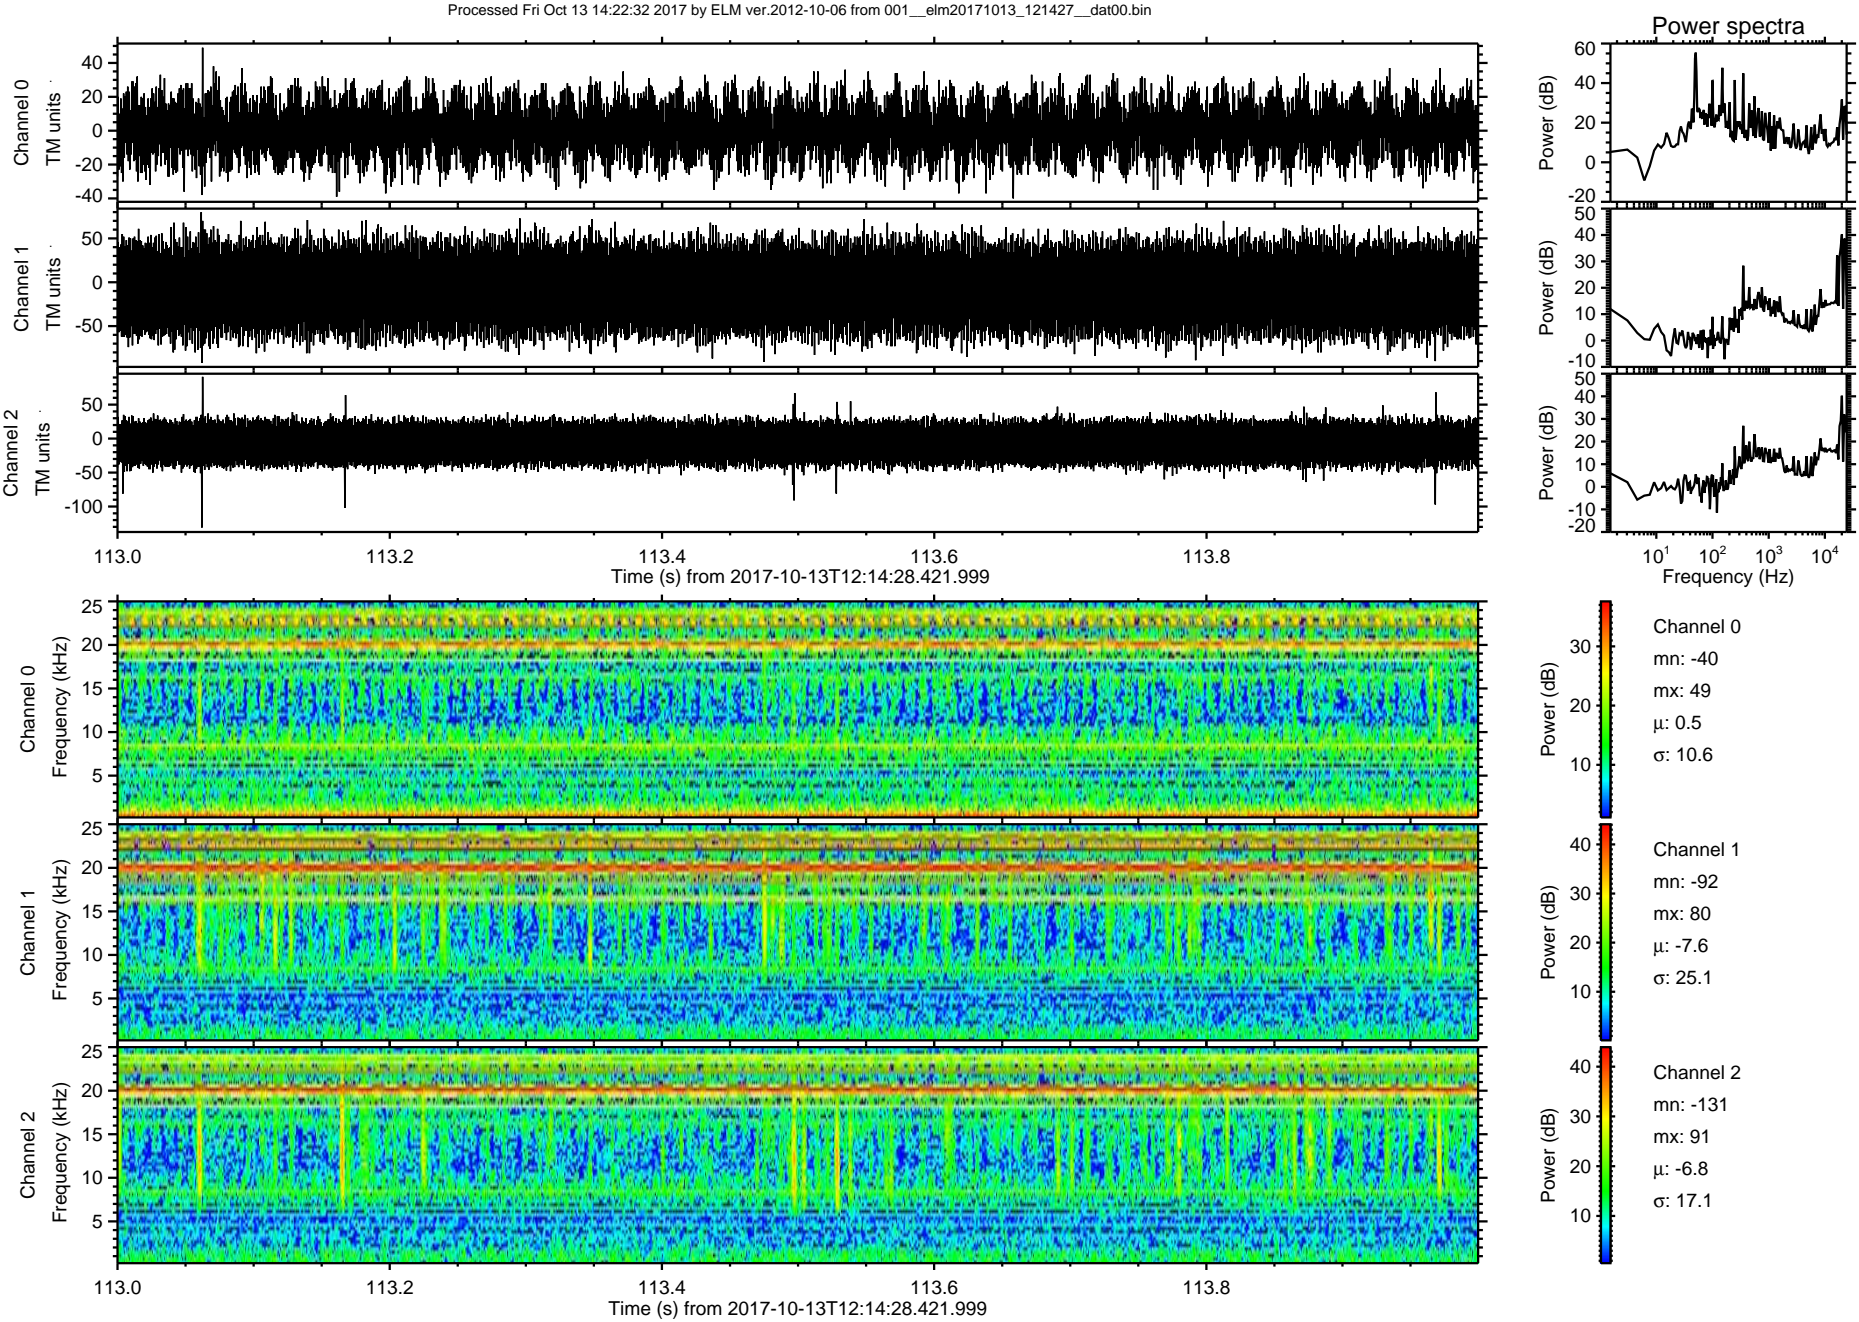 Processed Fri Oct 13 14:22:32 2017 by ELM ver.2012-10-06 from 001__elm20171013_121427__dat00.bin
Power spectra
Channel 0
TM units
40
20
0
-20
-40
Power (dB)
60
40
20
0
-20
Channel 1
TM units
50
0
-50
Power (dB)
50
40
30
20
10
0
-10
Channel 2
TM units
50
0
-50
-100
Power (dB)
50
40
30
20
10
0
-10
-20
113.0 113.2 113.4 113.6 113.8
Time (s) from 2017-10-13T12:14:28.421.999
10¹ 10² 10³ 10⁴
Frequency (Hz)
Channel 0
Frequency (kHz)
25
20
15
10
5
Power (dB)
30
20
10
Channel 0
mn: -40
mx: 49
μ: 0.5
σ: 10.6
Channel 1
Frequency (kHz)
25
20
15
10
5
Power (dB)
40
30
20
10
Channel 1
mn: -92
mx: 80
μ: -7.6
σ: 25.1
Channel 2
Frequency (kHz)
25
20
15
10
5
Power (dB)
40
30
20
10
Channel 2
mn: -131
mx: 91
μ: -6.8
σ: 17.1
113.0 113.2 113.4 113.6 113.8
Time (s) from 2017-10-13T12:14:28.421.999